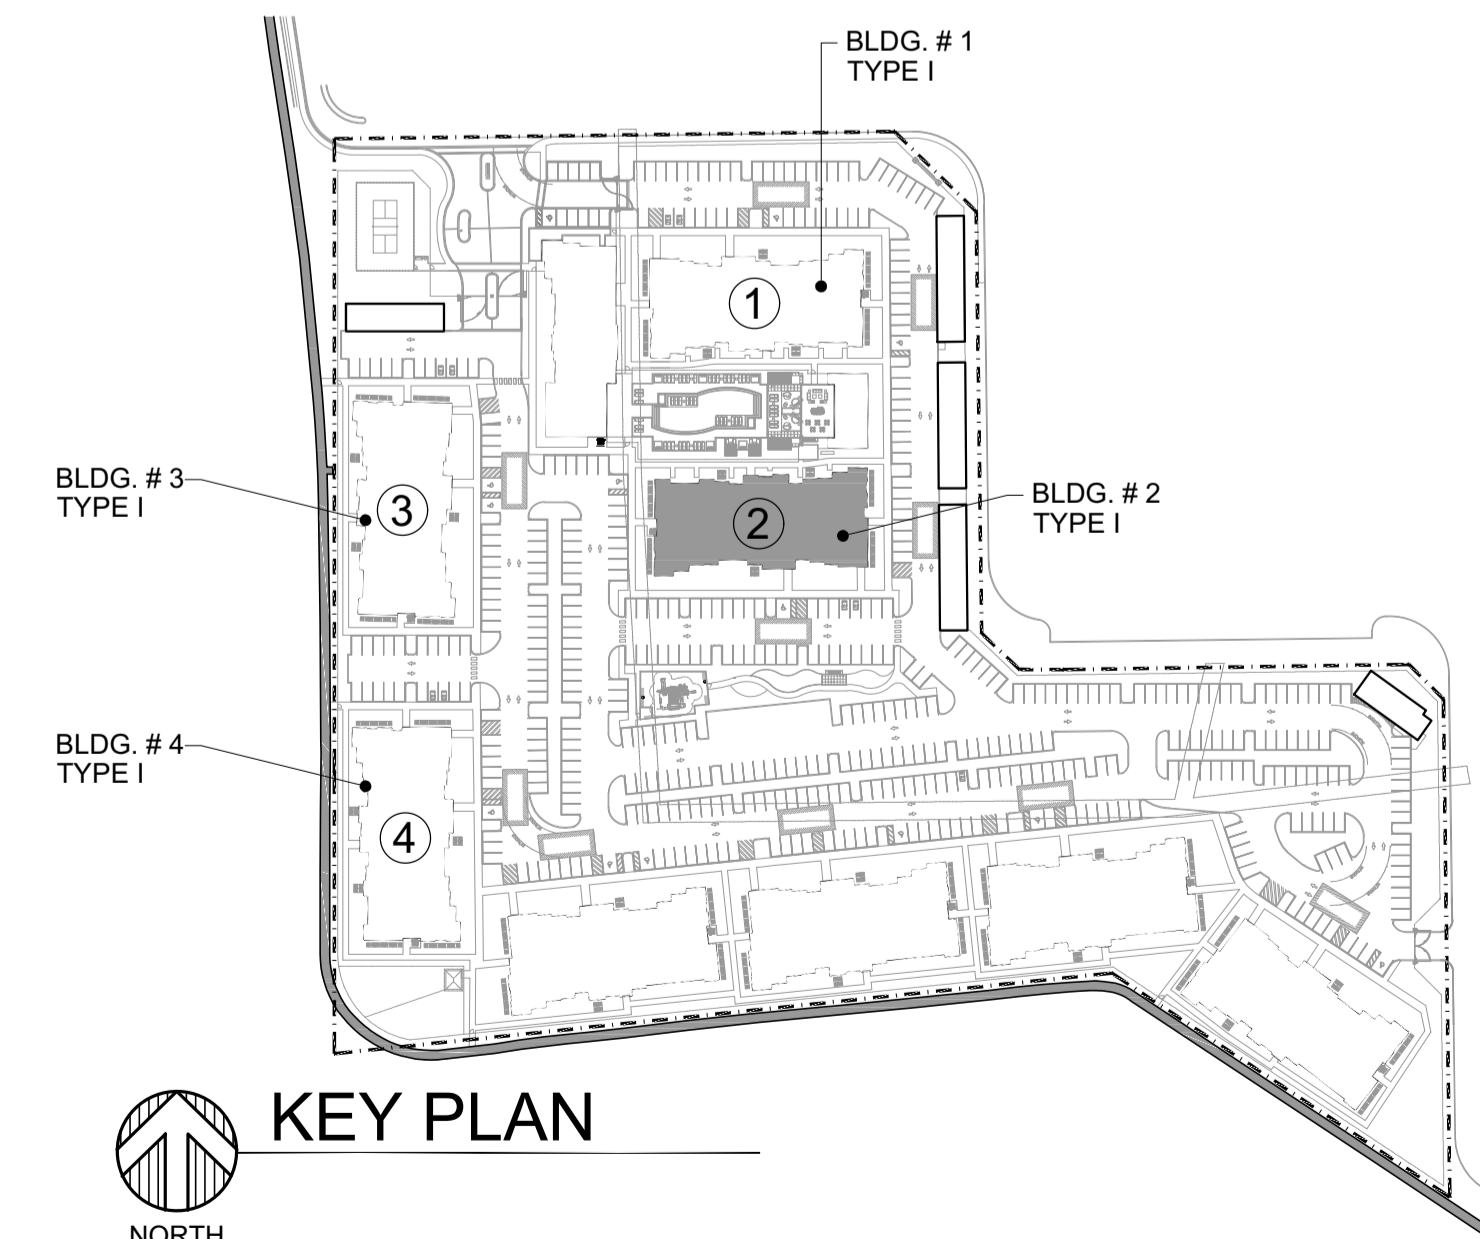 BLDG. # 1
TYPE I
1
BLDG. # 3
TYPE I
3
2
BLDG. # 2
TYPE I
BLDG. # 4
TYPE I
4
KEY PLAN
NORTH